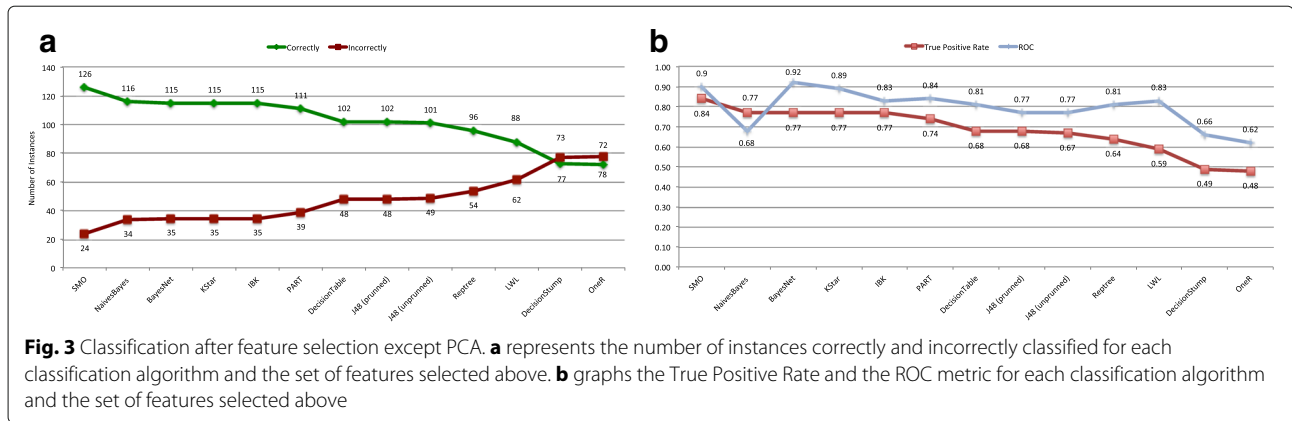 a
Correctly Incorrectly
Number of Instances
140
120
100
80
60
40
20
0
126 116 115 115 115 111 102 102 101 96 88 73 72
24 34 35 35 35 39 48 48 49 54 62 77 78
SMO NaivesBayes BayesNet KStar IBK PART DecisionTable J48 (prunned) J48 (unprunned) Reptree LWL DecisionStump OneR
b
True Positive Rate ROC
1.00
0.90
0.80
0.70
0.60
0.50
0.40
0.30
0.20
0.10
0.00
0.9 0.77 0.92 0.89 0.83 0.84 0.81 0.77 0.77 0.81 0.83 0.66 0.62
0.84 0.68 0.77 0.77 0.77 0.74 0.68 0.68 0.67 0.64 0.59 0.49 0.48
SMO NaivesBayes BayesNet KStar IBK PART DecisionTable J48 (prunned) J48 (unprunned) Reptree LWL DecisionStump OneR
Fig. 3 Classification after feature selection except PCA. a represents the number of instances correctly and incorrectly classified for each
classification algorithm and the set of features selected above. b graphs the True Positive Rate and the ROC metric for each classification algorithm
and the set of features selected above